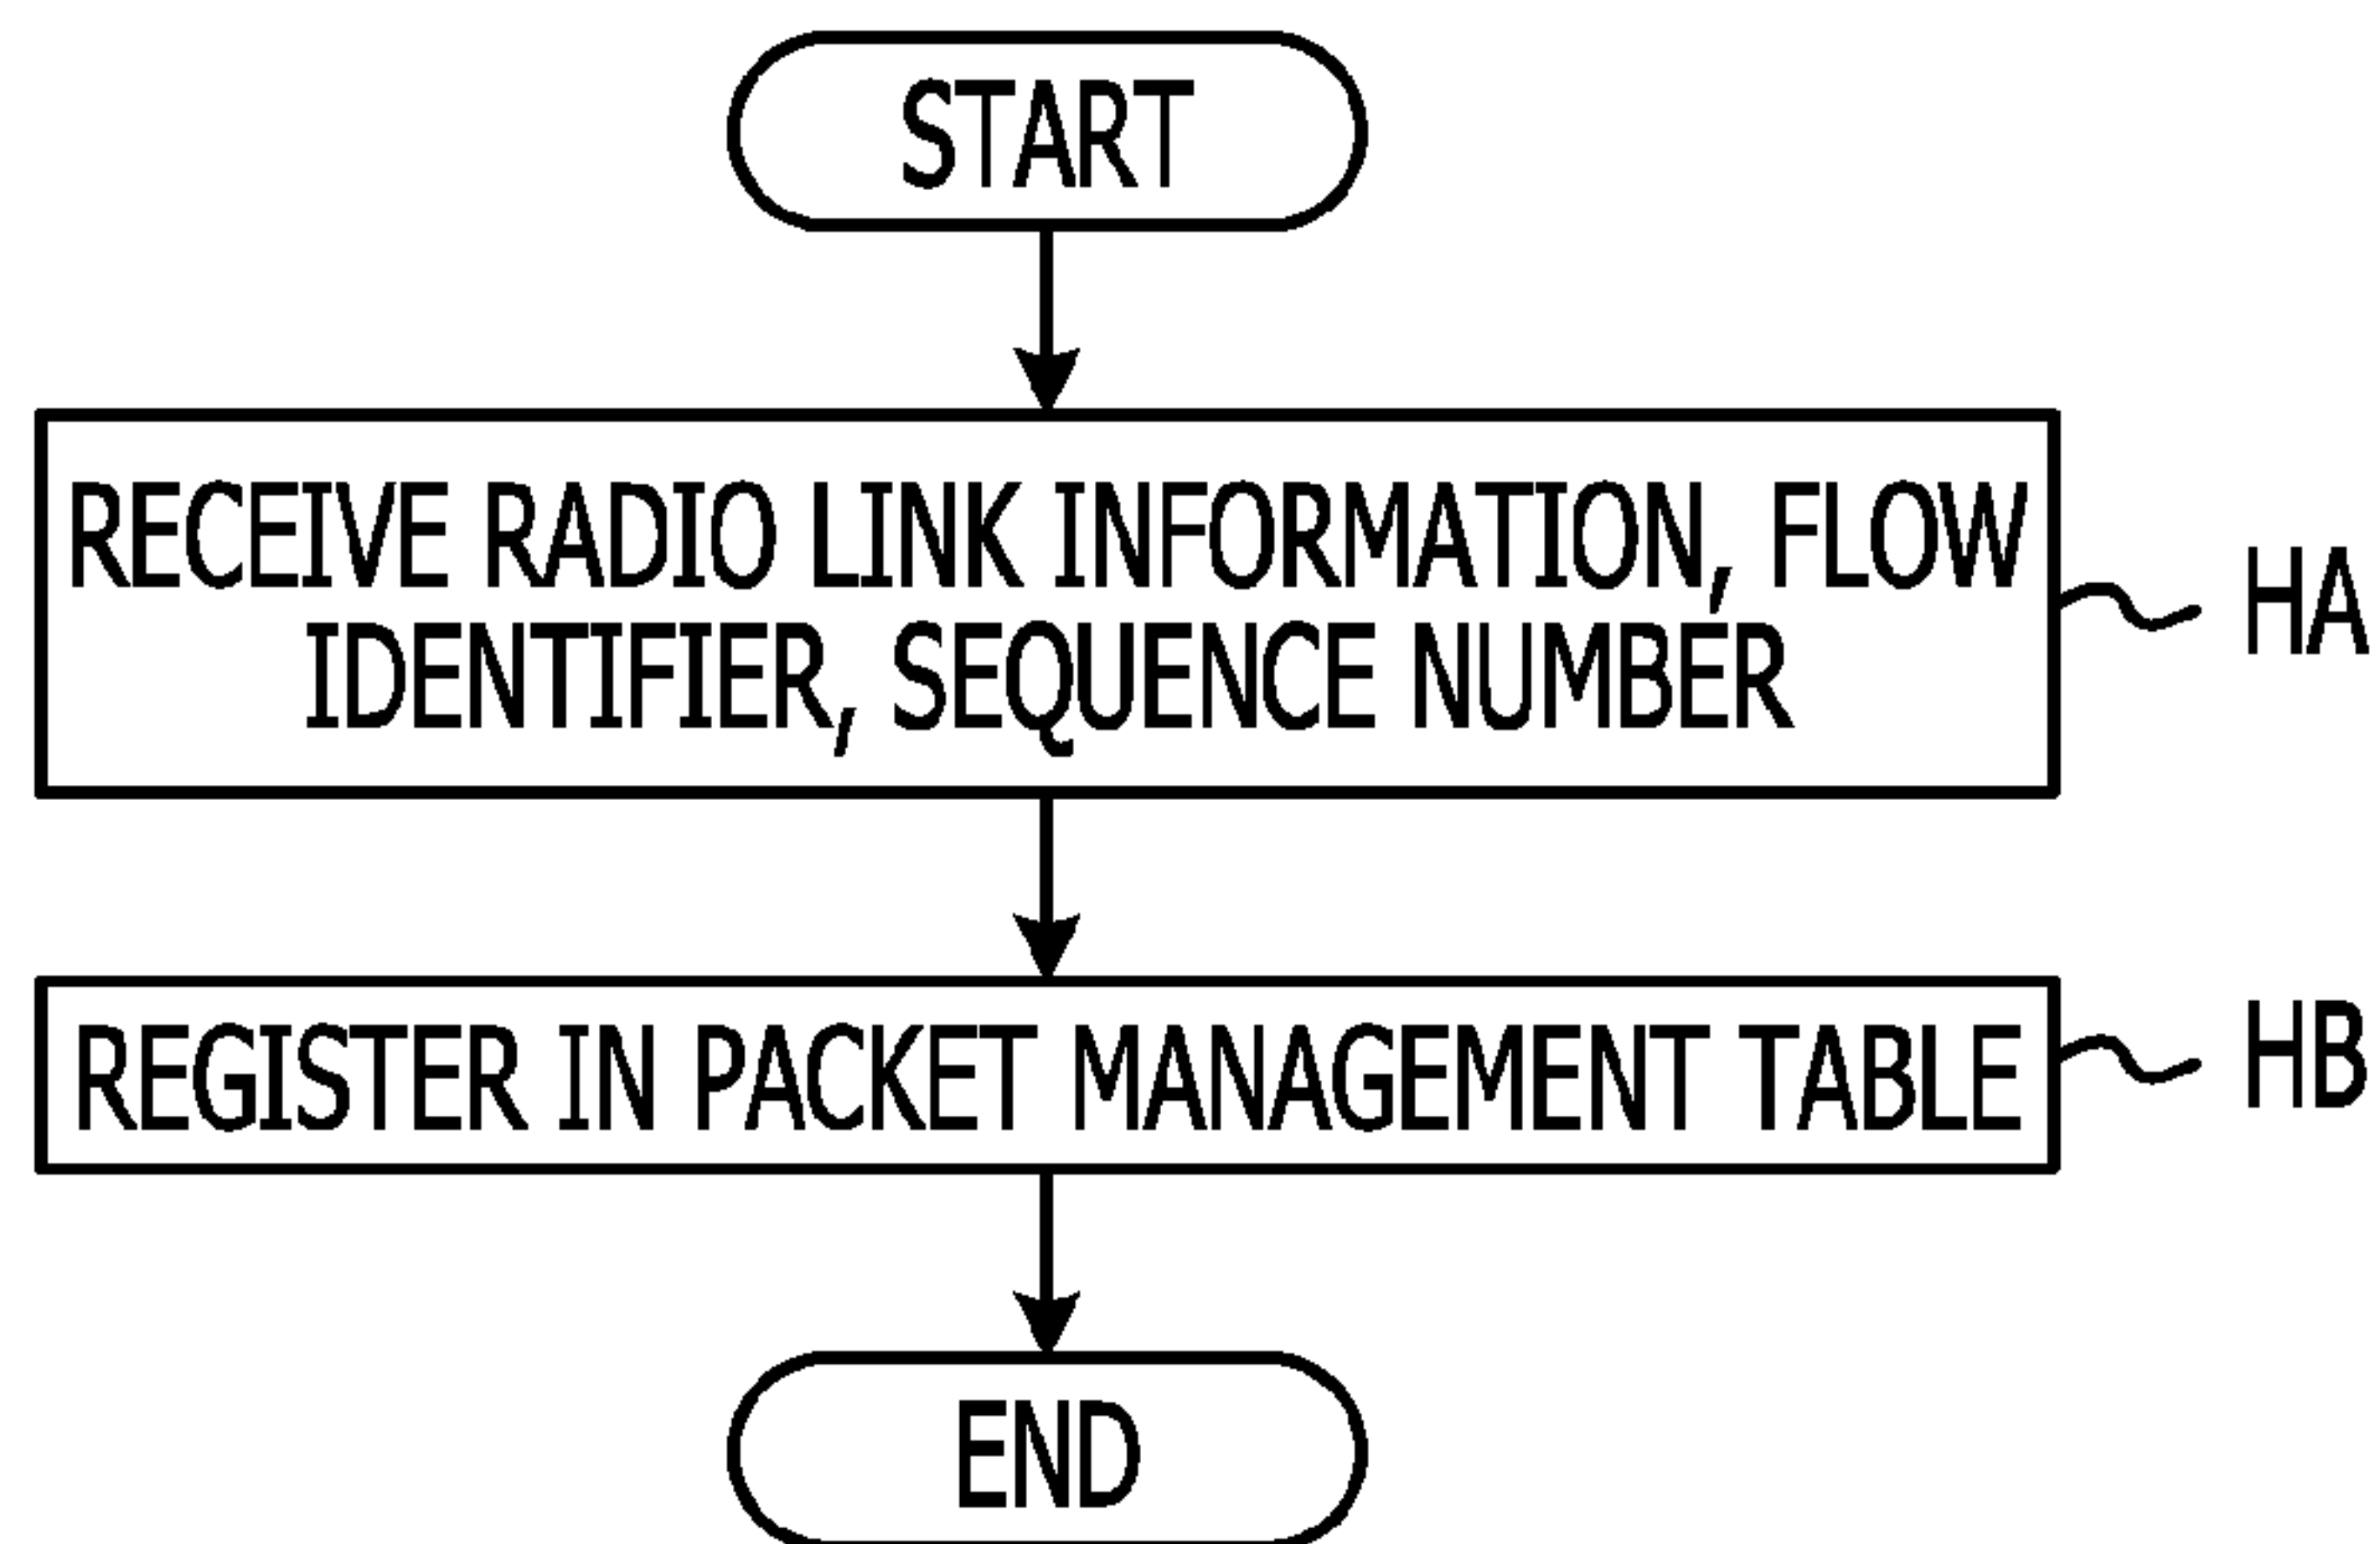 START
RECEIVE RADIO LINK INFORMATION, FLOW
IDENTIFIER, SEQUENCE NUMBER
HA
REGISTER IN PACKET MANAGEMENT TABLE
HB
END